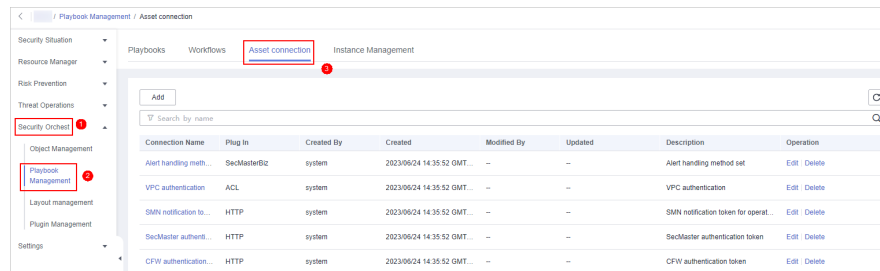 / Playbook Management / Asset connection
Security Situation
Resource Manager
Risk Prevention
Threat Operations
Security Orchest 1
Object Management
Playbook
Management 2
Layout management
Plugin Management
Settings
Playbooks Workflows Asset connection Instance Management
3
Add
Search by name
Connection Name Plug In Created By Created Modified By Updated Description Operation
Alert handling meth... SecMasterBiz system 2023/06/24 14:35:52 GMT... -- -- Alert handling method set Edit Delete
VPC authentication ACL system 2023/06/24 14:35:52 GMT... -- -- VPC authentication Edit Delete
SMN notification to... HTTP system 2023/06/24 14:35:52 GMT... -- -- SMN notification token for operat... Edit Delete
SecMaster authenti... HTTP system 2023/06/24 14:35:52 GMT... -- -- SecMaster authentication token Edit Delete
CFW authentication... HTTP system 2023/06/24 14:35:52 GMT... -- -- CFW authentication token Edit Delete